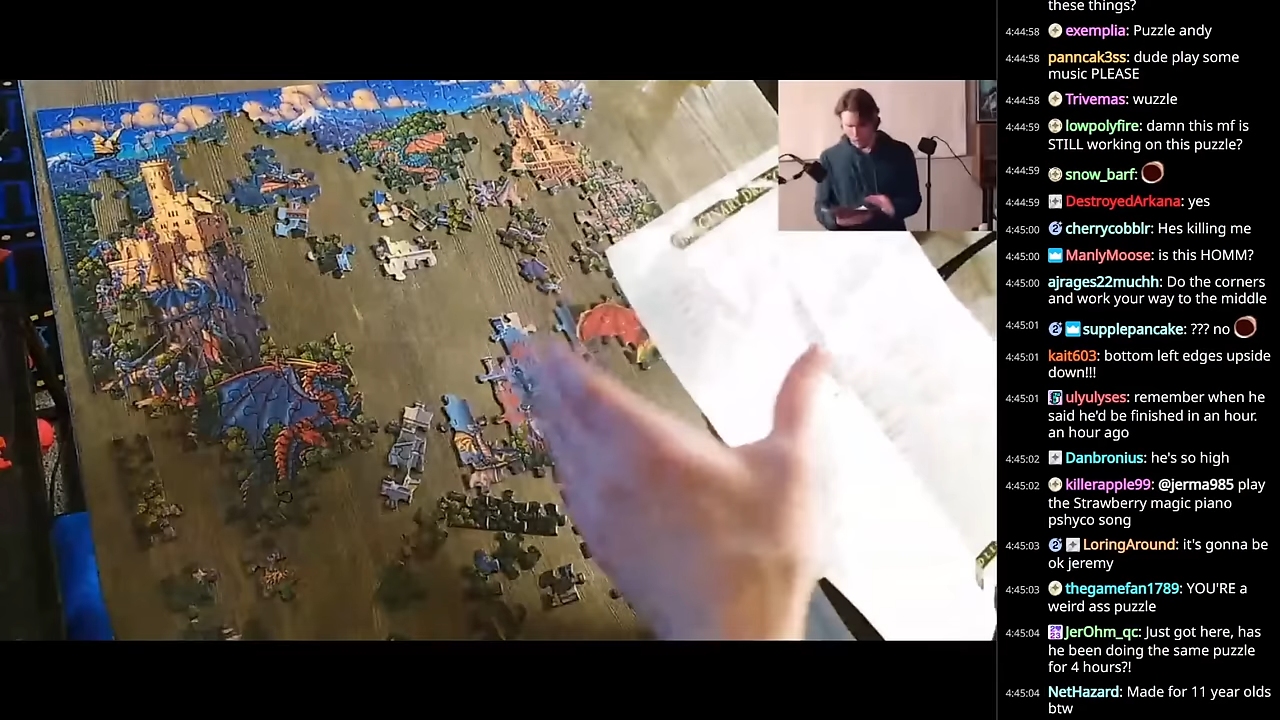 these things?
4:44:58 exemplia: Puzzle andy
4:44:58 panncak3ss: dude play some
music PLEASE
4:44:58 Trivemas: wuzzle
4:44:59 lowpolyfire: damn this mf is
STILL working on this puzzle?
4:44:59 snow_barf:
4:44:59 DestroyedArkana: yes
4:45:00 cherrycobblr: Hes killing me
4:45:00 ManlyMoose: is this HOMM?
4:45:00 ajrages22muchh: Do the corners
and work your way to the middle
4:45:01 supplepancake: ??? no
4:45:01 kait603: bottom left edges upside
down!!!
4:45:01 ulyulyses: remember when he
said he'd be finished in an hour.
an hour ago
4:45:02 Danbronius: he's so high
4:45:02 killerapple99: @jerma985 play
the Strawberry magic piano
pshyco song
4:45:03 LoringAround: it's gonna be
ok jeremy
4:45:03 thegamefan1789: YOU'RE a
weird ass puzzle
4:45:04 JerOhm_qc: Just got here, has
he been doing the same puzzle
for 4 hours?!
4:45:04 NetHazard: Made for 11 year olds
btw